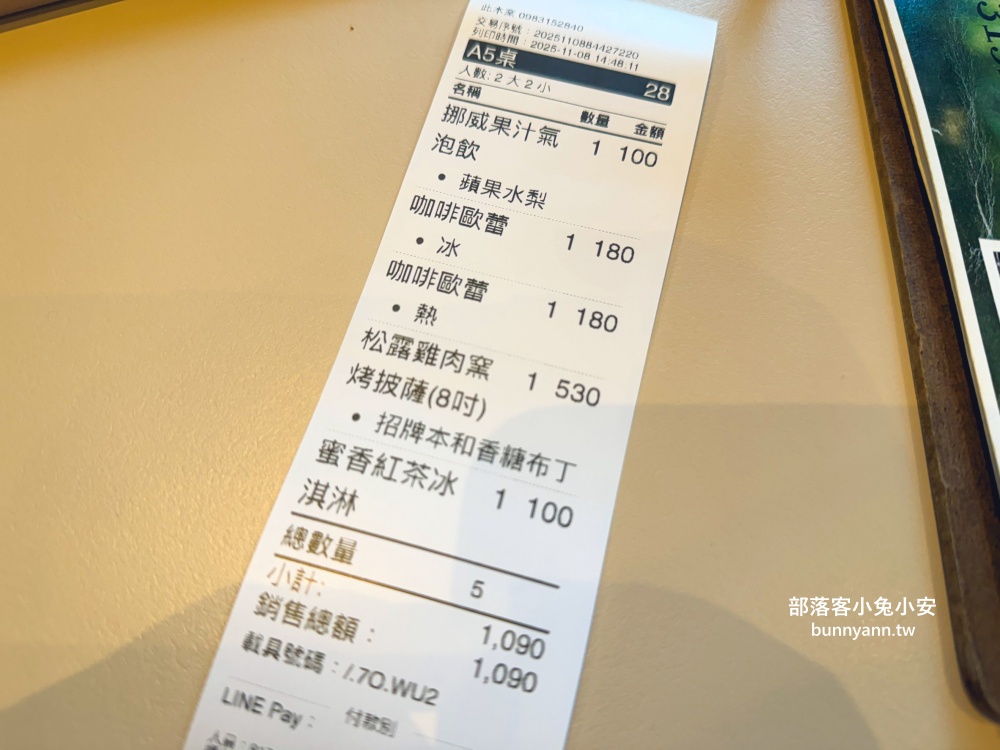 此木窯 0983152840
交易序號：2025110884427220
列印時間：2025-11-08 14:48:11
A5桌 28
人數: 2 大 2 小
名稱 數量 金額
挪威果汁氣 1 100
泡飲
• 蘋果水梨
咖啡歐蕾 1 180
• 冰
咖啡歐蕾 1 180
• 熱
松露雞肉窯 1 530
烤披薩(8吋)
• 招牌本和香糖布丁
蜜香紅茶冰 1 100
淇淋
總數量 5
小計: 1,090
銷售總額： 1,090
載具號碼：/.7O.WU2
付款別
LINE Pay：
部落客小兔小安
bunnyann.tw
315